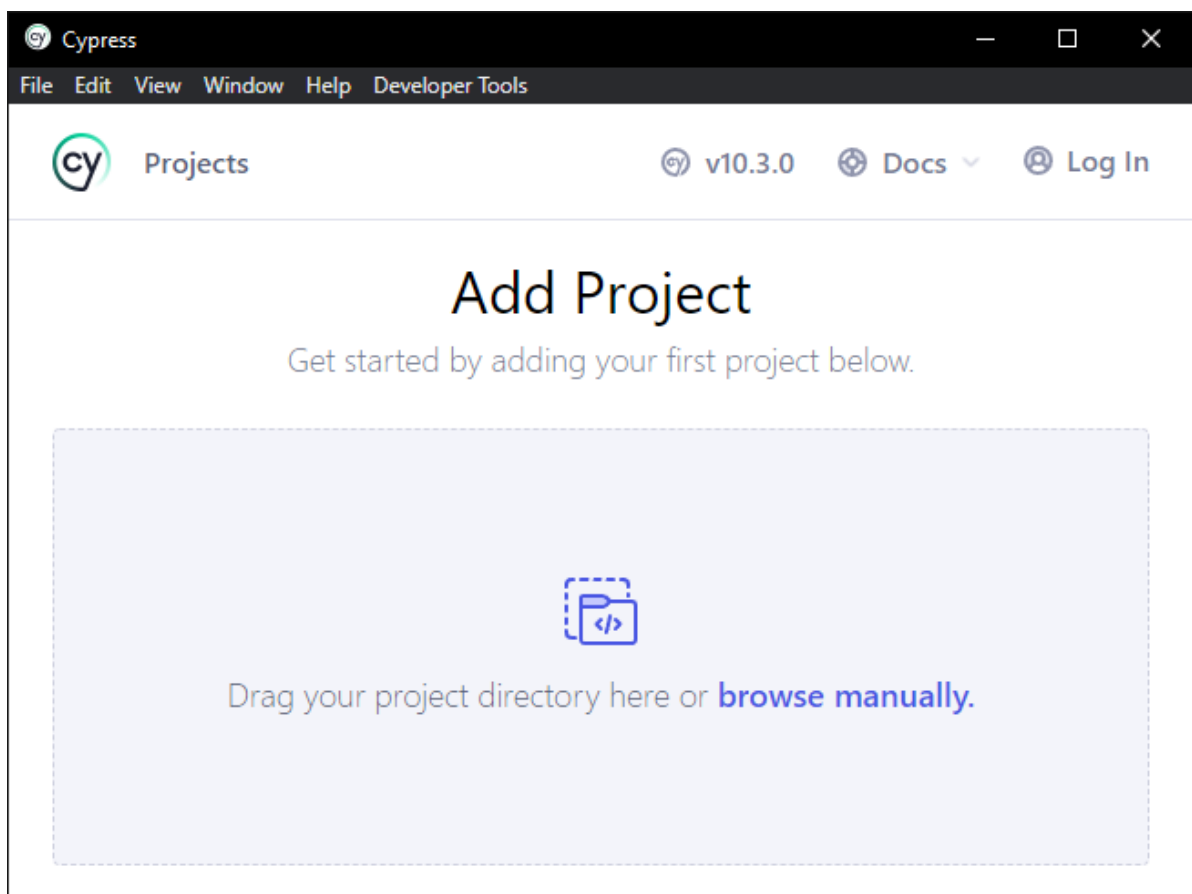 Cypress
File Edit View Window Help Developer Tools
cy Projects cy v10.3.0 Docs Log In
Add Project
Get started by adding your first project below.
</>
Drag your project directory here or browse manually.